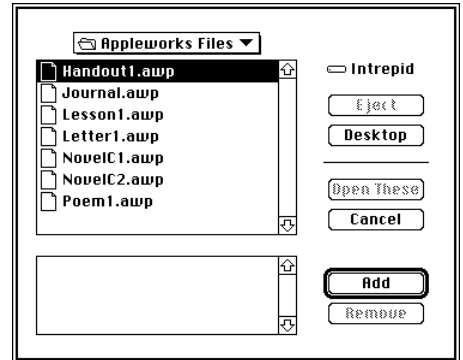 Appleworks Files
Handout1.awp
Journal.awp
Lesson1.awp
Letter1.awp
NovelC1.awp
NovelC2.awp
Poem1.awp
Intrepid
Eject
Desktop
Open These
Cancel
Add
Remove